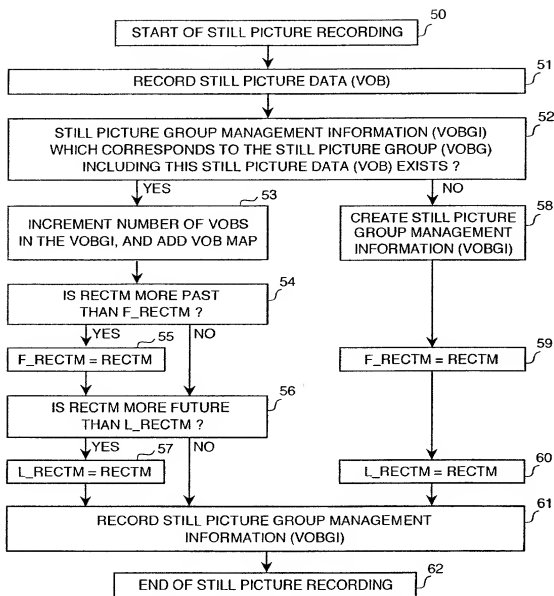 50
START OF STILL PICTURE RECORDING
51
RECORD STILL PICTURE DATA (VOB)
52
STILL PICTURE GROUP MANAGEMENT INFORMATION (VOBGI)
WHICH CORRESPONDS TO THE STILL PICTURE GROUP (VOBG)
INCLUDING THIS STILL PICTURE DATA (VOB) EXISTS ?
YES
NO
53
INCREMENT NUMBER OF VOBS
IN THE VOBGI, AND ADD VOB MAP
58
CREATE STILL PICTURE
GROUP MANAGEMENT
INFORMATION (VOBGI)
54
IS RECTM MORE PAST
THAN F_RECTM ?
YES
NO
55
F_RECTM = RECTM
59
F_RECTM = RECTM
56
IS RECTM MORE FUTURE
THAN L_RECTM ?
YES
NO
57
L_RECTM = RECTM
60
L_RECTM = RECTM
61
RECORD STILL PICTURE GROUP MANAGEMENT
INFORMATION (VOBGI)
62
END OF STILL PICTURE RECORDING